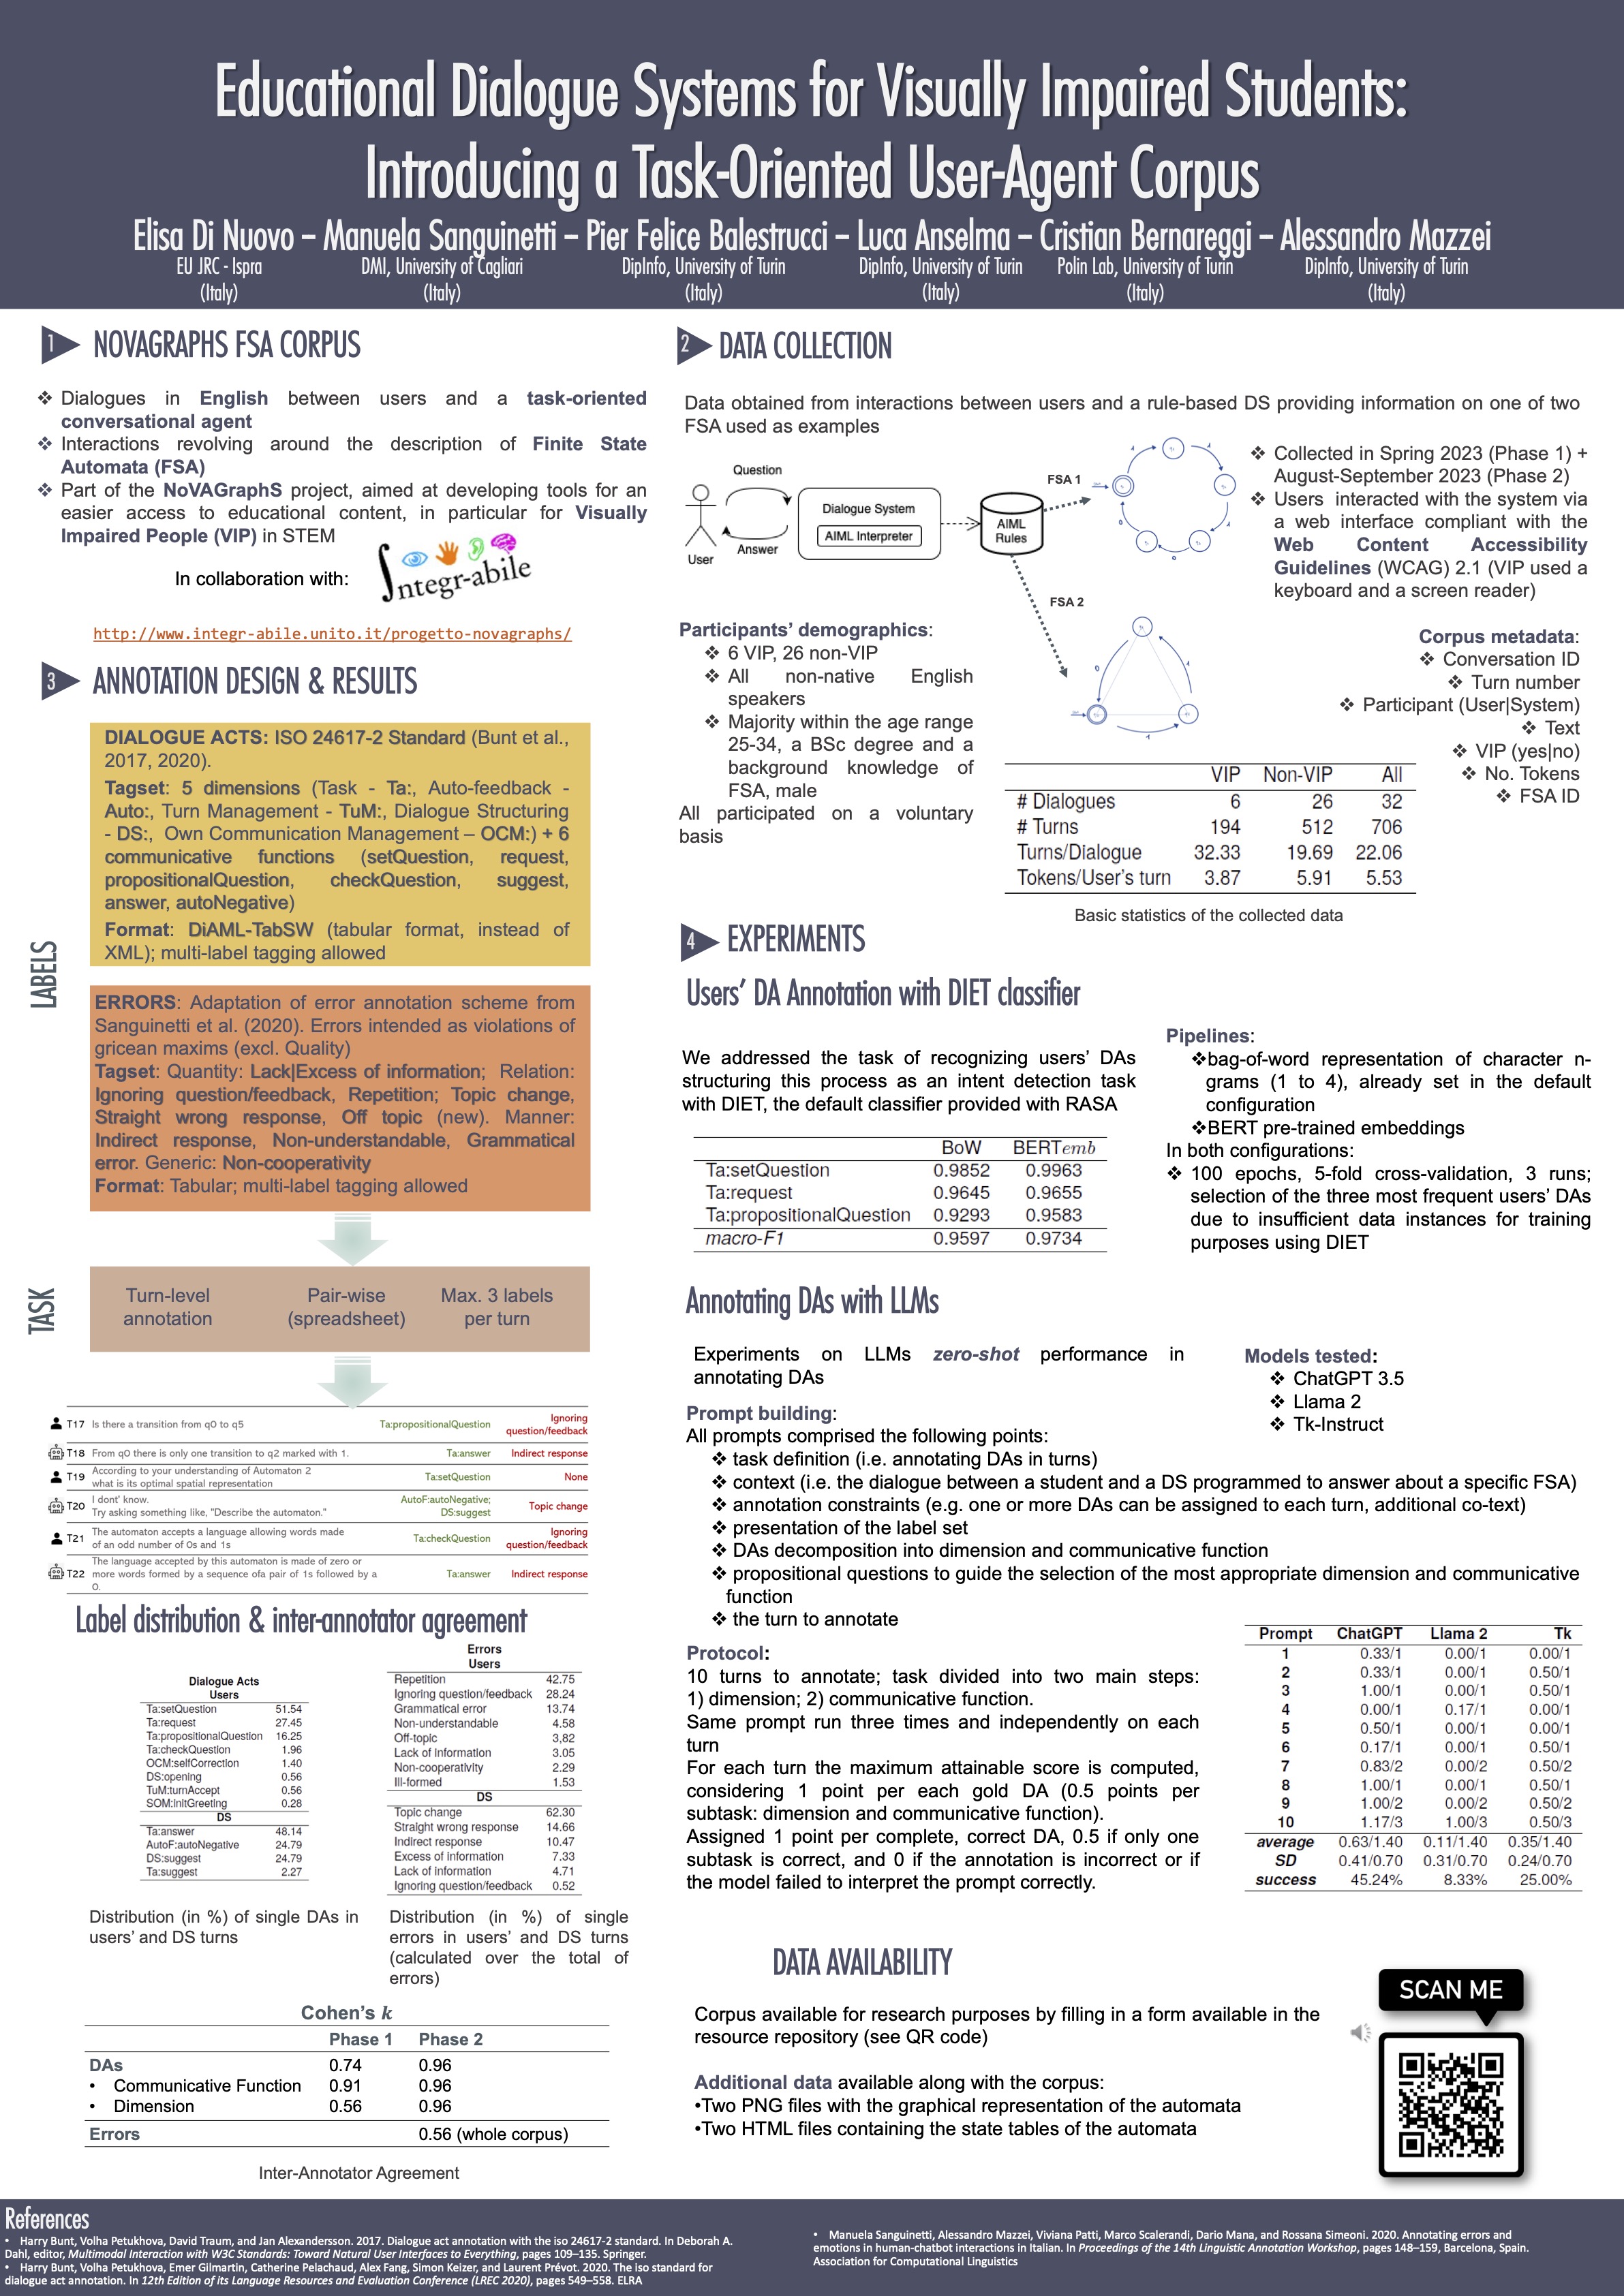 Educational Dialogue Systems for Visually Impaired Students:
Introducing a Task-Oriented User-Agent Corpus
Elisa Di Nuovo – Manuela Sanguinetti – Pier Felice Balestrucci – Luca Anselma – Cristian Bernareggi – Alessandro Mazzei
EU JRC - Ispra DMI, University of Cagliari DipInfo, University of Turin DipInfo, University of Turin Polin Lab, University of Turin DipInfo, University of Turin
(Italy) (Italy) (Italy) (Italy) (Italy) (Italy)
1 NOVAGRAPHS FSA CORPUS
❖ Dialogues in English between users and a task-oriented
conversational agent
❖ Interactions revolving around the description of Finite State
Automata (FSA)
❖ Part of the NoVAGraphS project, aimed at developing tools for an
easier access to educational content, in particular for Visually
Impaired People (VIP) in STEM
In collaboration with:
∫ntegr-abile
http://www.integr-abile.unito.it/progetto-novagraphs/
2 DATA COLLECTION
Data obtained from interactions between users and a rule-based DS providing information on one of two
FSA used as examples
Question
User
Answer
Dialogue System
AIML Interpreter
AIML
Rules
FSA 1
FSA 2
❖ Collected in Spring 2023 (Phase 1) +
August-September 2023 (Phase 2)
❖ Users interacted with the system via
a web interface compliant with the
Web Content Accessibility
Guidelines (WCAG) 2.1 (VIP used a
keyboard and a screen reader)
Participants' demographics:
❖ 6 VIP, 26 non-VIP
❖ All non-native English
speakers
❖ Majority within the age range
25-34, a BSc degree and a
background knowledge of
FSA, male
All participated on a voluntary
basis
Corpus metadata:
❖ Conversation ID
❖ Turn number
❖ Participant (User|System)
❖ Text
❖ VIP (yes|no)
❖ No. Tokens
❖ FSA ID
VIP Non-VIP All
# Dialogues 6 26 32
# Turns 194 512 706
Turns/Dialogue 32.33 19.69 22.06
Tokens/User's turn 3.87 5.91 5.53
Basic statistics of the collected data
3 ANNOTATION DESIGN & RESULTS
LABELS
DIALOGUE ACTS: ISO 24617-2 Standard (Bunt et al.,
2017, 2020).
Tagset: 5 dimensions (Task - Ta:, Auto-feedback -
Auto:, Turn Management - TuM:, Dialogue Structuring
- DS:, Own Communication Management – OCM:) + 6
communicative functions (setQuestion, request,
propositionalQuestion, checkQuestion, suggest,
answer, autoNegative)
Format: DiAML-TabSW (tabular format, instead of
XML); multi-label tagging allowed
ERRORS: Adaptation of error annotation scheme from
Sanguinetti et al. (2020). Errors intended as violations of
gricean maxims (excl. Quality)
Tagset: Quantity: Lack|Excess of information; Relation:
Ignoring question/feedback, Repetition; Topic change,
Straight wrong response, Off topic (new). Manner:
Indirect response, Non-understandable, Grammatical
error. Generic: Non-cooperativity
Format: Tabular; multi-label tagging allowed
TASK
Turn-level Pair-wise Max. 3 labels
annotation (spreadsheet) per turn
T17 Is there a transition from q0 to q5 Ta:propositionalQuestion Ignoring
question/feedback
T18 From q0 there is only one transition to q2 marked with 1. Ta:answer Indirect response
T19 According to your understanding of Automaton 2 Ta:setQuestion None
what is its optimal spatial representation
T20 I dont' know. AutoF:autoNegative; Topic change
Try asking something like, "Describe the automaton." DS:suggest
T21 The automaton accepts a language allowing words made Ta:checkQuestion Ignoring
of an odd number of 0s and 1s question/feedback
The language accepted by this automaton is made of zero or
T22 more words formed by a sequence ofa pair of 1s followed by a Ta:answer Indirect response
0.
Label distribution & inter-annotator agreement
Dialogue Acts
Users
Ta:setQuestion 51.54
Ta:request 27.45
Ta:propositionalQuestion 16.25
Ta:checkQuestion 1.96
OCM:selfCorrection 1.40
DS:opening 0.56
TuM:turnAccept 0.56
SOM:initGreeting 0.28
DS
Ta:answer 48.14
AutoF:autoNegative 24.79
DS:suggest 24.79
Ta:suggest 2.27
Distribution (in %) of single DAs in
users' and DS turns
Errors
Users
Repetition 42.75
Ignoring question/feedback 28.24
Grammatical error 13.74
Non-understandable 4.58
Off-topic 3,82
Lack of information 3.05
Non-cooperativity 2.29
Ill-formed 1.53
DS
Topic change 62.30
Straight wrong response 14.66
Indirect response 10.47
Excess of information 7.33
Lack of information 4.71
Ignoring question/feedback 0.52
Distribution (in %) of single
errors in users' and DS turns
(calculated over the total of
errors)
Cohen's k
Phase 1 Phase 2
DAs 0.74 0.96
• Communicative Function 0.91 0.96
• Dimension 0.56 0.96
Errors 0.56 (whole corpus)
Inter-Annotator Agreement
4 EXPERIMENTS
Users' DA Annotation with DIET classifier
We addressed the task of recognizing users' DAs
structuring this process as an intent detection task
with DIET, the default classifier provided with RASA
BoW BERTemb
Ta:setQuestion 0.9852 0.9963
Ta:request 0.9645 0.9655
Ta:propositionalQuestion 0.9293 0.9583
macro-F1 0.9597 0.9734
Pipelines:
❖bag-of-word representation of character n-
grams (1 to 4), already set in the default
configuration
❖BERT pre-trained embeddings
In both configurations:
❖ 100 epochs, 5-fold cross-validation, 3 runs;
selection of the three most frequent users' DAs
due to insufficient data instances for training
purposes using DIET
Annotating DAs with LLMs
Experiments on LLMs zero-shot performance in
annotating DAs
Models tested:
❖ ChatGPT 3.5
❖ Llama 2
❖ Tk-Instruct
Prompt building:
All prompts comprised the following points:
❖ task definition (i.e. annotating DAs in turns)
❖ context (i.e. the dialogue between a student and a DS programmed to answer about a specific FSA)
❖ annotation constraints (e.g. one or more DAs can be assigned to each turn, additional co-text)
❖ presentation of the label set
❖ DAs decomposition into dimension and communicative function
❖ propositional questions to guide the selection of the most appropriate dimension and communicative
function
❖ the turn to annotate
Protocol:
10 turns to annotate; task divided into two main steps:
1) dimension; 2) communicative function.
Same prompt run three times and independently on each
turn
For each turn the maximum attainable score is computed,
considering 1 point per each gold DA (0.5 points per
subtask: dimension and communicative function).
Assigned 1 point per complete, correct DA, 0.5 if only one
subtask is correct, and 0 if the annotation is incorrect or if
the model failed to interpret the prompt correctly.
Prompt ChatGPT Llama 2 Tk
1 0.33/1 0.00/1 0.00/1
2 0.33/1 0.00/1 0.50/1
3 1.00/1 0.00/1 0.50/1
4 0.00/1 0.17/1 0.00/1
5 0.50/1 0.00/1 0.00/1
6 0.17/1 0.00/1 0.50/1
7 0.83/2 0.00/2 0.50/2
8 1.00/1 0.00/1 0.50/1
9 1.00/2 0.00/2 0.50/2
10 1.17/3 1.00/3 0.50/3
average 0.63/1.40 0.11/1.40 0.35/1.40
SD 0.41/0.70 0.31/0.70 0.24/0.70
success 45.24% 8.33% 25.00%
DATA AVAILABILITY
Corpus available for research purposes by filling in a form available in the
resource repository (see QR code)
Additional data available along with the corpus:
•Two PNG files with the graphical representation of the automata
•Two HTML files containing the state tables of the automata
SCAN ME
References
• Harry Bunt, Volha Petukhova, David Traum, and Jan Alexandersson. 2017. Dialogue act annotation with the iso 24617-2 standard. In Deborah A.
Dahl, editor, Multimodal Interaction with W3C Standards: Toward Natural User Interfaces to Everything, pages 109–135. Springer.
• Harry Bunt, Volha Petukhova, Emer Gilmartin, Catherine Pelachaud, Alex Fang, Simon Keizer, and Laurent Prévot. 2020. The iso standard for
dialogue act annotation. In 12th Edition of its Language Resources and Evaluation Conference (LREC 2020), pages 549–558. ELRA
• Manuela Sanguinetti, Alessandro Mazzei, Viviana Patti, Marco Scalerandi, Dario Mana, and Rossana Simeoni. 2020. Annotating errors and
emotions in human-chatbot interactions in Italian. In Proceedings of the 14th Linguistic Annotation Workshop, pages 148–159, Barcelona, Spain.
Association for Computational Linguistics